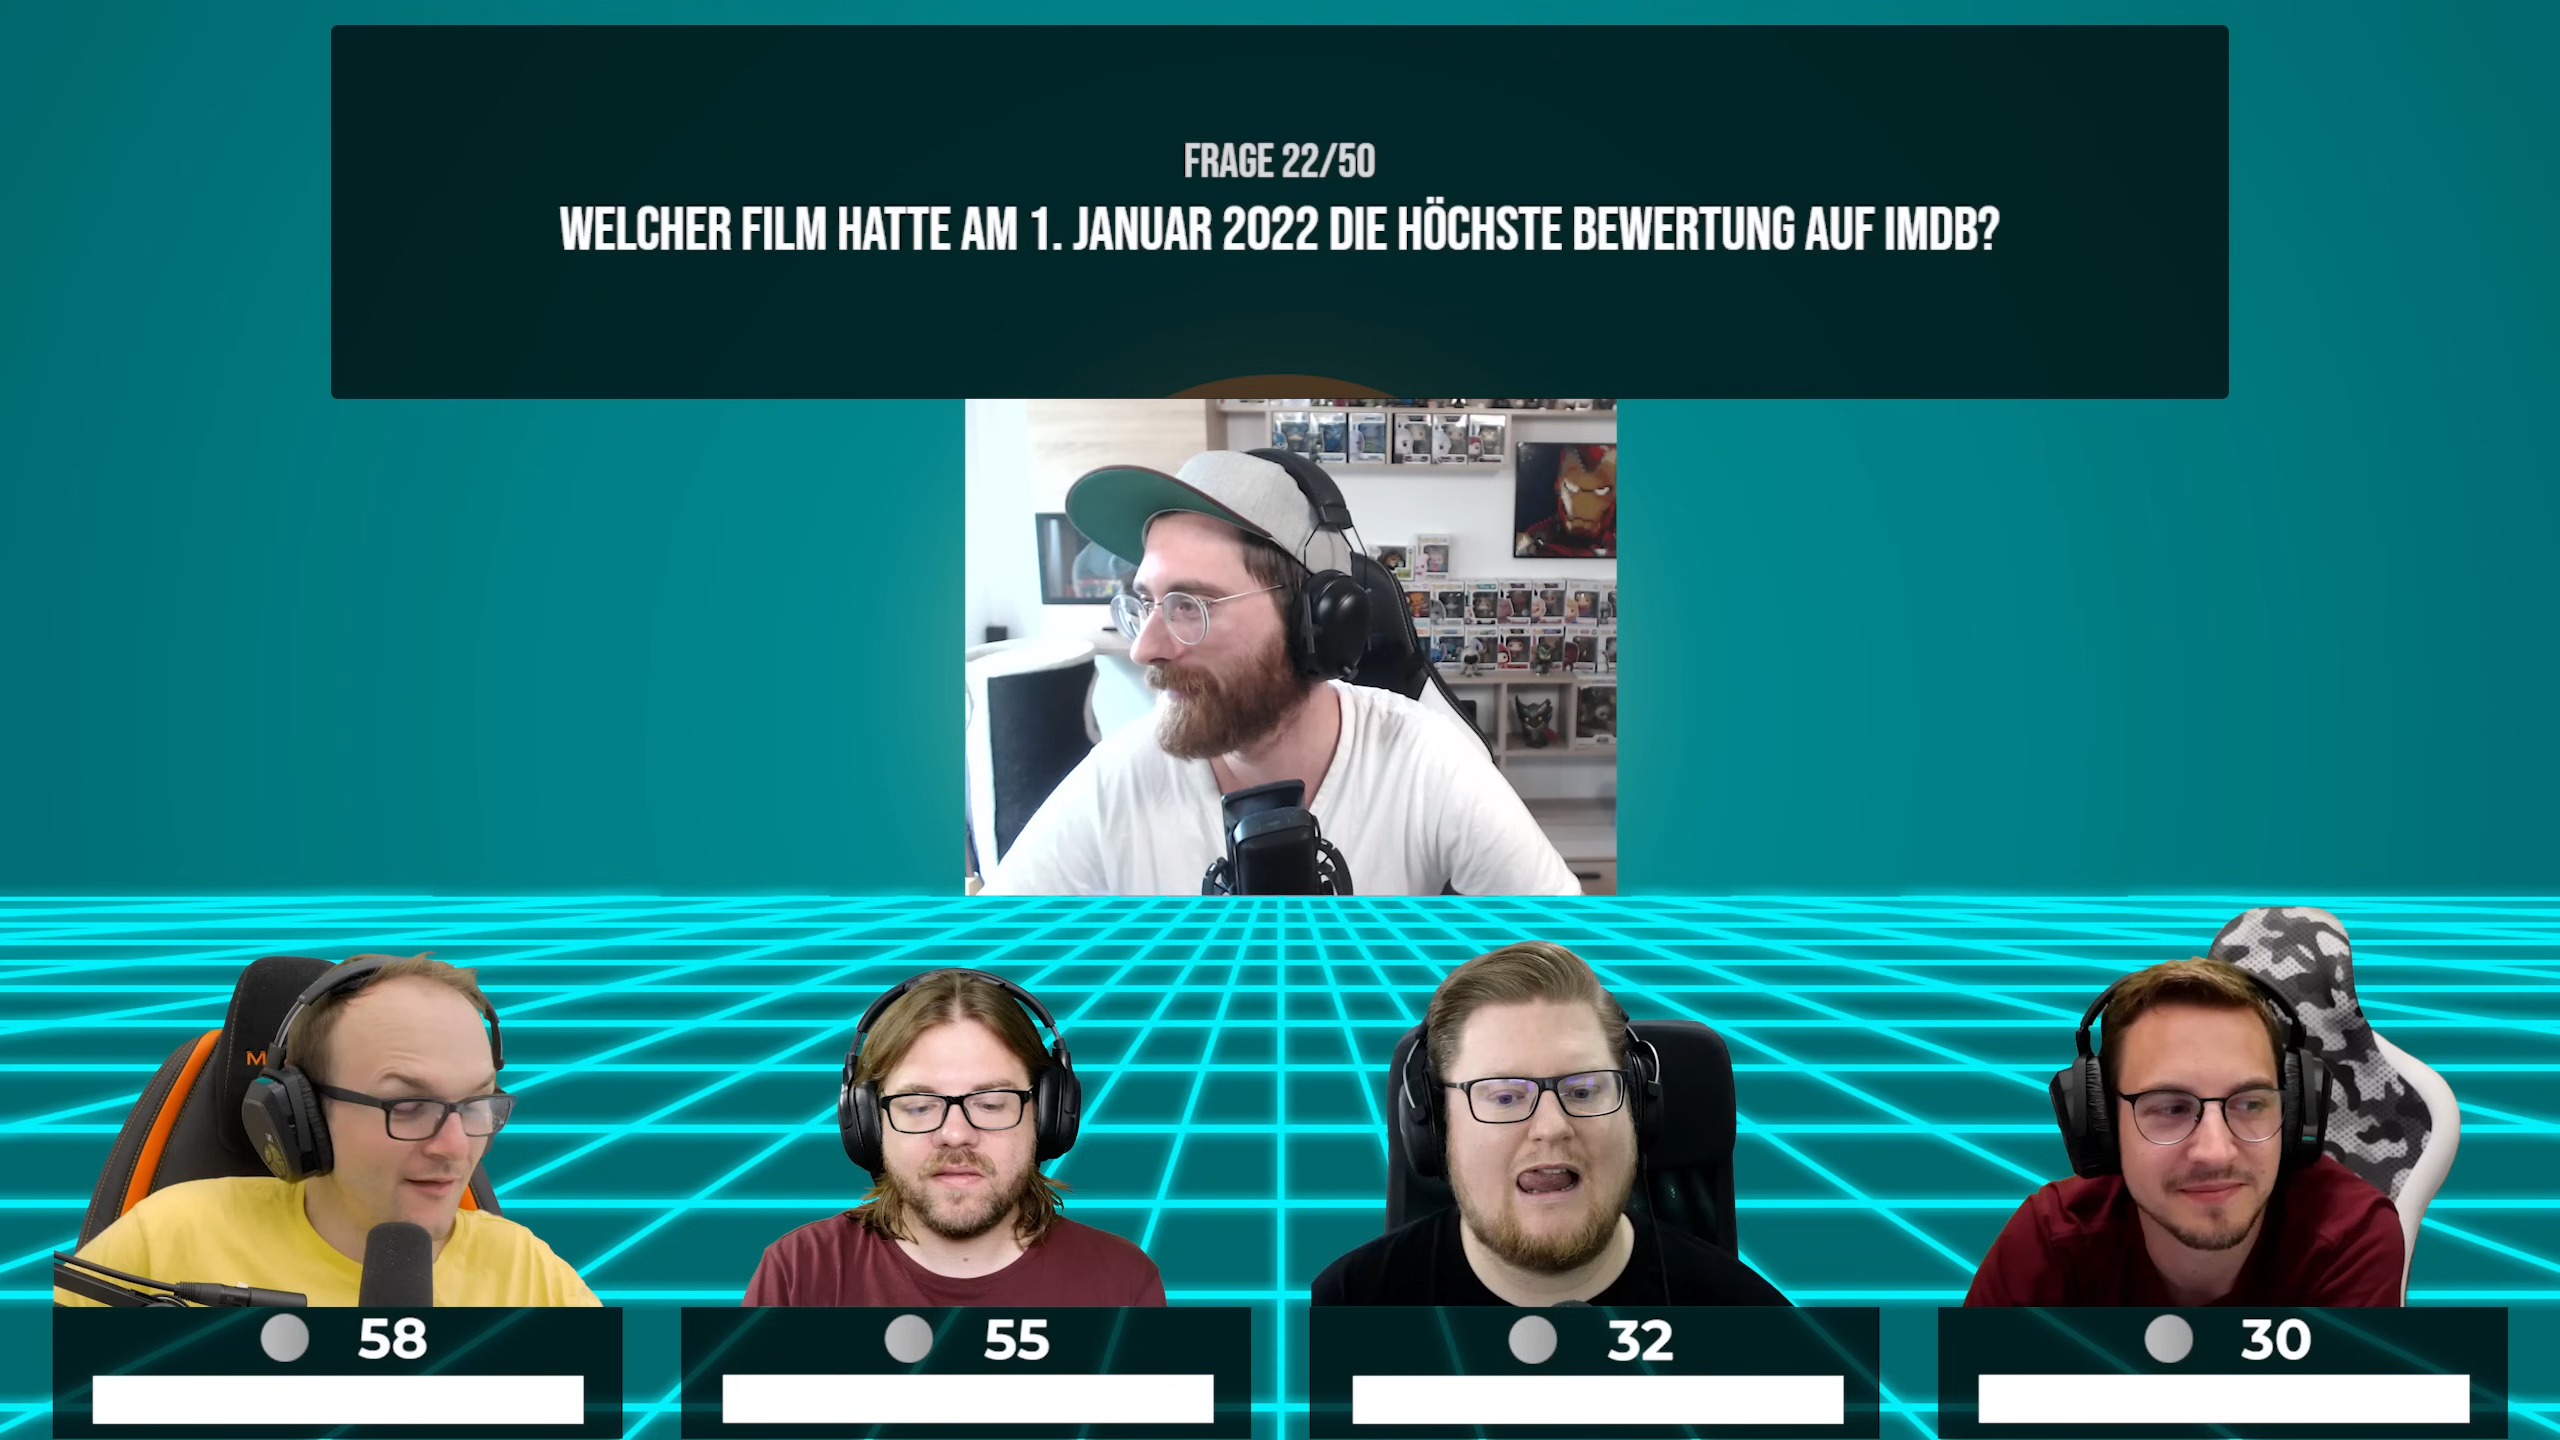 FRAGE 22/50
WELCHER FILM HATTE AM 1. JANUAR 2022 DIE HÖCHSTE BEWERTUNG AUF IMDB?
M
58
55
32
30